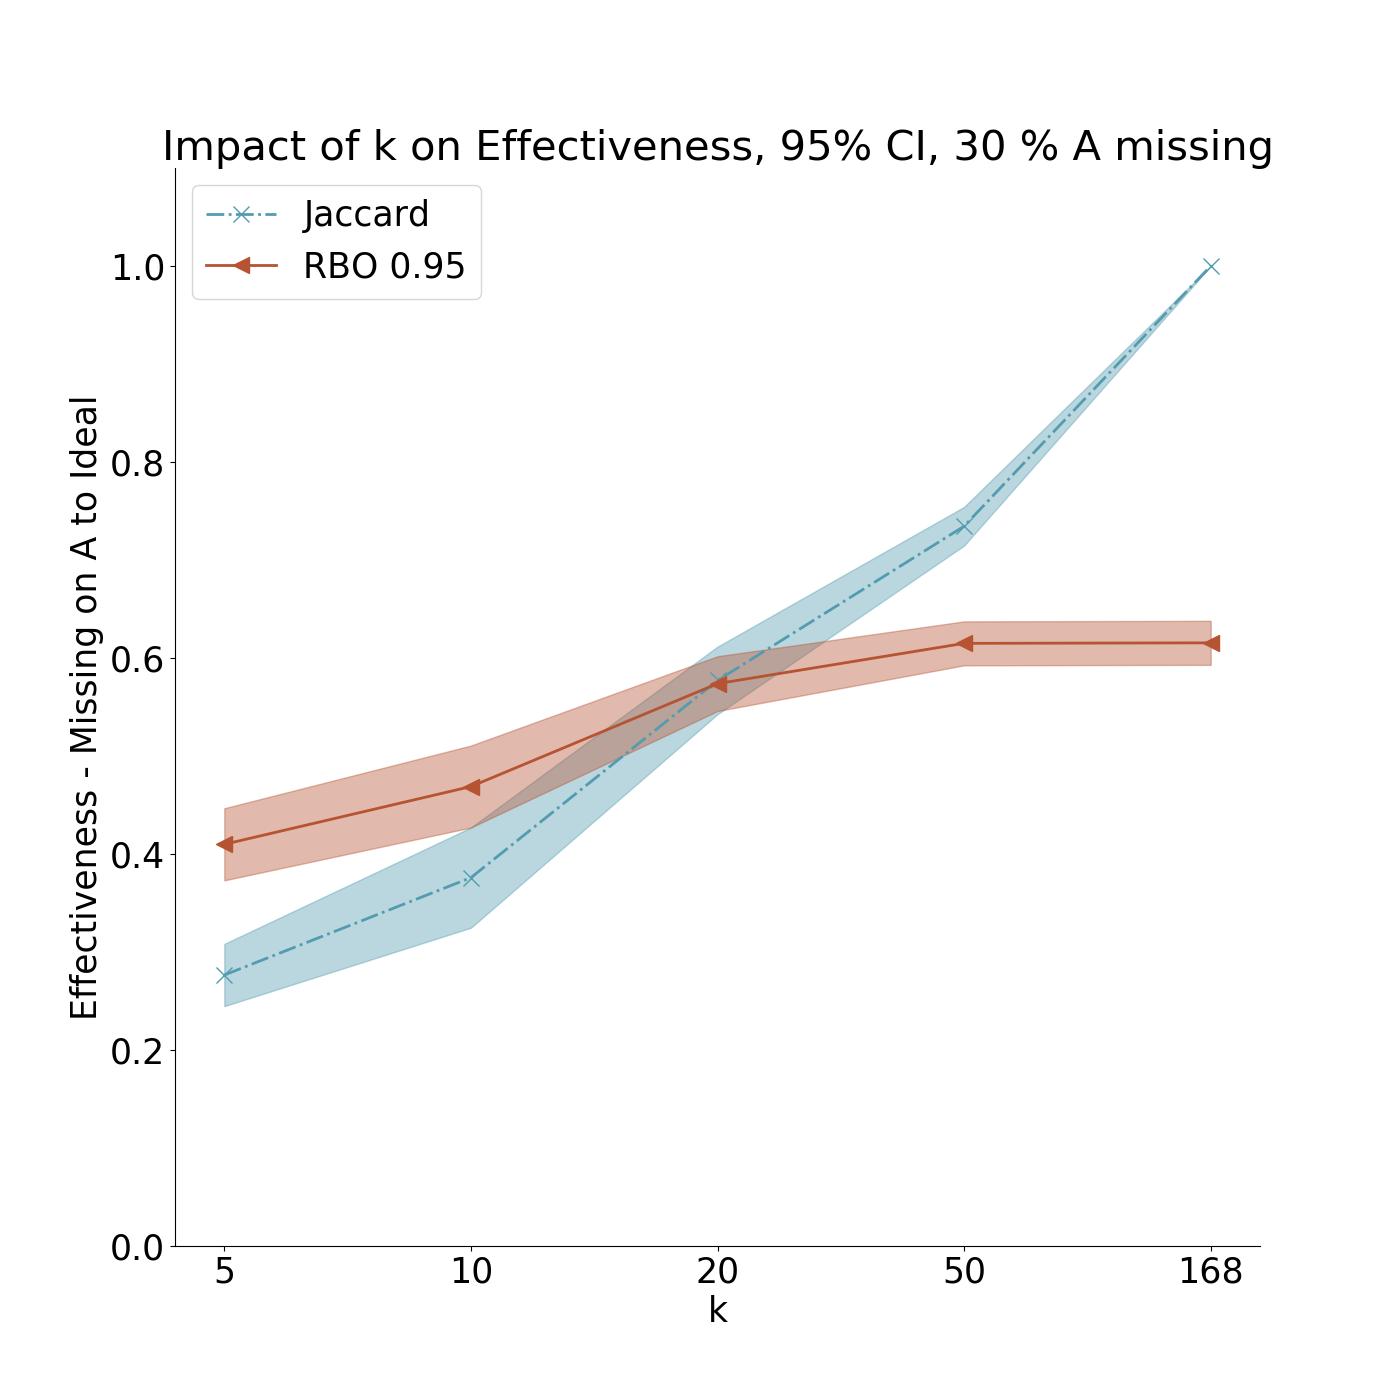 Impact of k on Effectiveness, 95% CI, 30 % A missing
Jaccard
RBO 0.95
Effectiveness - Missing on A to Ideal
1.0
0.8
0.6
0.4
0.2
0.0
5 10 20 50 168
k